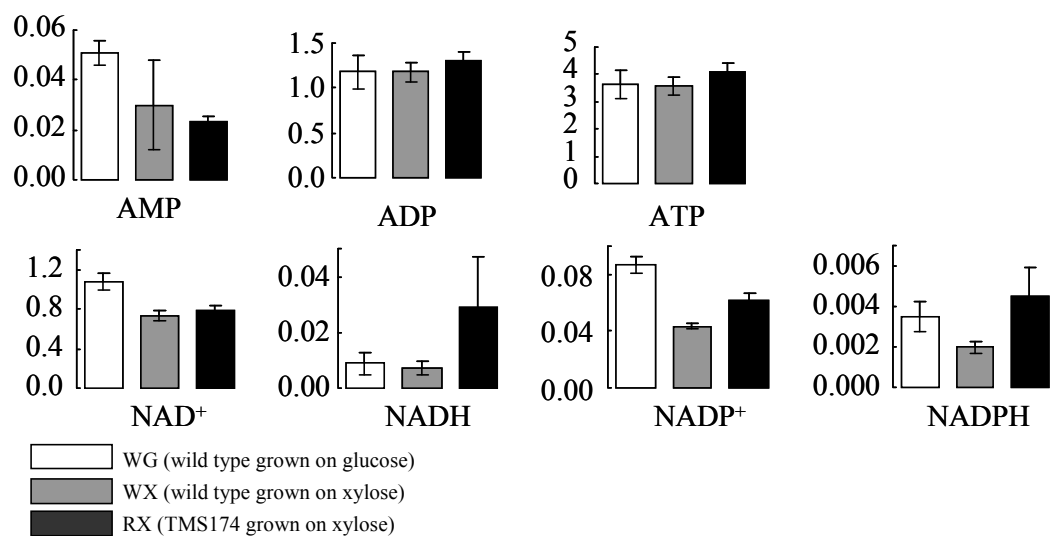 0.06
0.04
0.02
0.00
AMP
1.5
1.0
0.5
0.0
ADP
5
4
3
2
1
0
ATP
1.2
0.8
0.4
0.0
NAD⁺
0.04
0.02
0.00
NADH
0.08
0.04
0.00
NADP⁺
0.006
0.004
0.002
0.000
NADPH
WG (wild type grown on glucose)
WX (wild type grown on xylose)
RX (TMS174 grown on xylose)